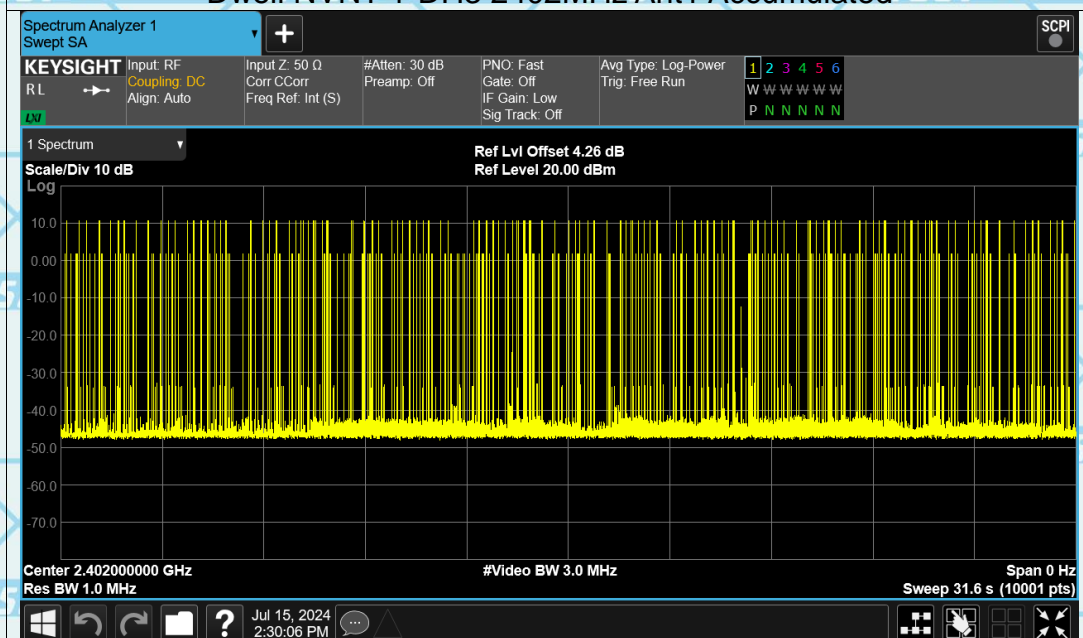 Spectrum Analyzer 1
Swept SA
SCPI
KEYSIGHT Input: RF Input Z: 50 Ω #Atten: 30 dB PNO: Fast Avg Type: Log-Power 1 2 3 4 5 6
RL Coupling: DC Corr CCorr Preamp: Off Gate: Off Trig: Free Run W W W W W W
Align: Auto Freq Ref: Int (S) IF Gain: Low P N N N N N
LXI Sig Track: Off
1 Spectrum
Ref Lvl Offset 4.26 dB
Scale/Div 10 dB Ref Level 20.00 dBm
Log
10.0
0.00
-10.0
-20.0
-30.0
-40.0
-50.0
-60.0
-70.0
Center 2.402000000 GHz #Video BW 3.0 MHz Span 0 Hz
Res BW 1.0 MHz Sweep 31.6 s (10001 pts)
Jul 15, 2024
2:30:06 PM